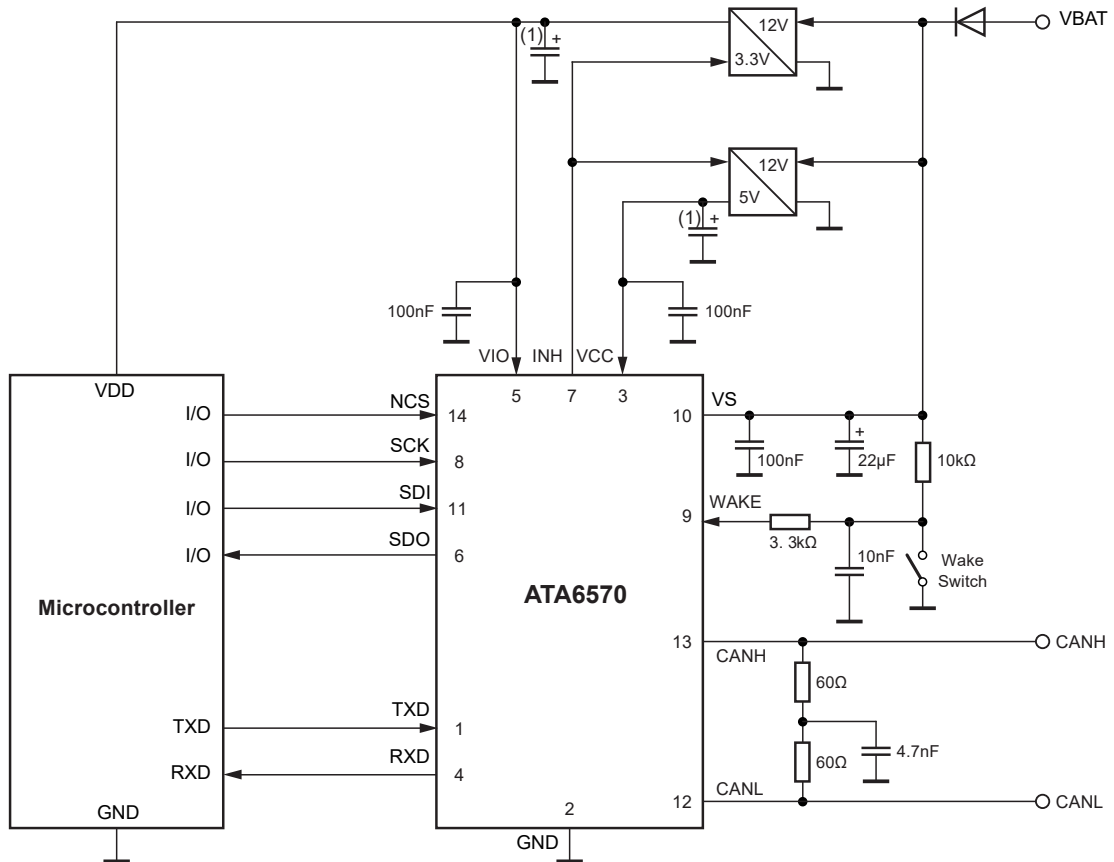 VBAT
12V
3.3V
(1) +
12V
5V
(1) +
100nF
100nF
VIO
INH
VCC
VDD
5
7
3
I/O
NCS
14
10
VS
I/O
SCK
8
100nF
+
22µF
10kΩ
I/O
SDI
11
WAKE
9
I/O
SDO
6
3. 3kΩ
10nF
Wake
Switch
Microcontroller
ATA6570
13
CANH
CANH
60Ω
TXD
TXD
1
4.7nF
RXD
RXD
4
60Ω
12
CANL
CANL
GND
2
GND